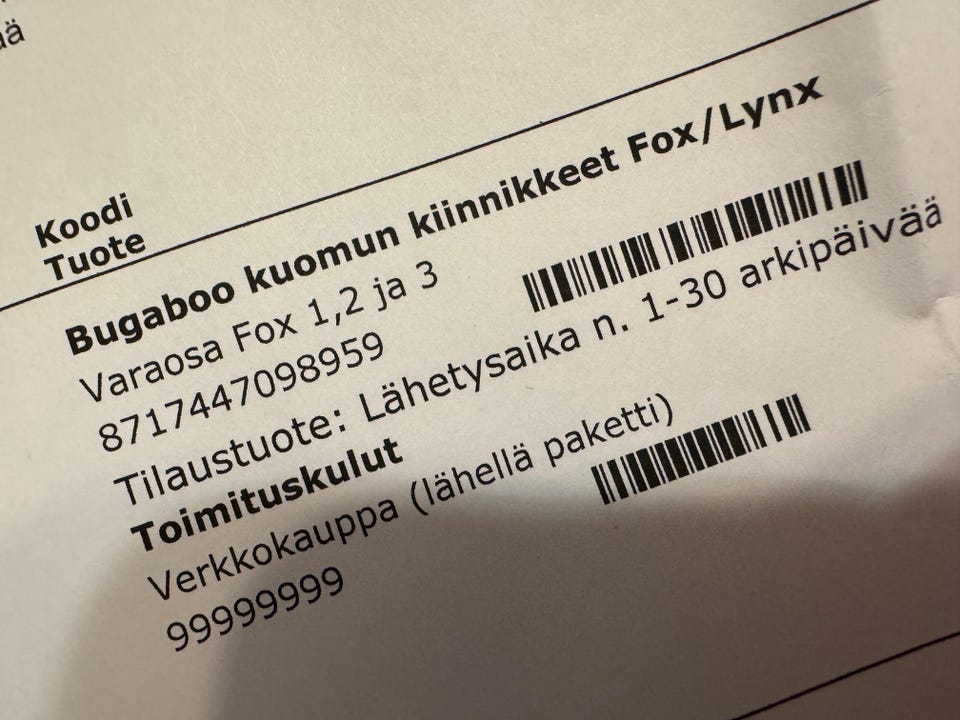 ää
Koodi
Tuote
Bugaboo kuomun kiinnikkeet Fox/Lynx
Varaosa Fox 1,2 ja 3
8717447098959
Tilaustuote: Lähetysaika n. 1-30 arkipäivää
Toimituskulut
Verkkokauppa (lähellä paketti)
99999999